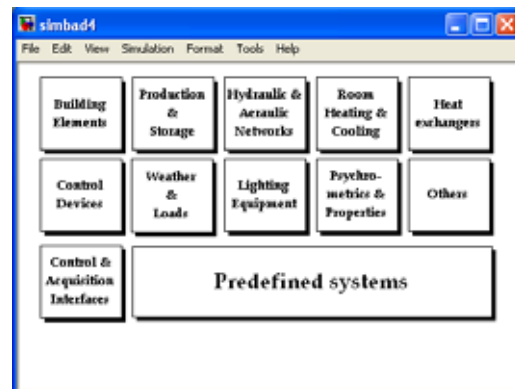 simbad4
File Edit View Simulation Format Tools Help
Building
Elements
Production
&
Storage
Hydraulic &
Aeraulic
Networks
Room
Heating &
Cooling
Heat
exchangers
Control
Devices
Weather
&
Loads
Lighting
Equipment
Psychro-
metrics &
Properties
Others
Control &
Acquisition
Interfaces
Predefined systems